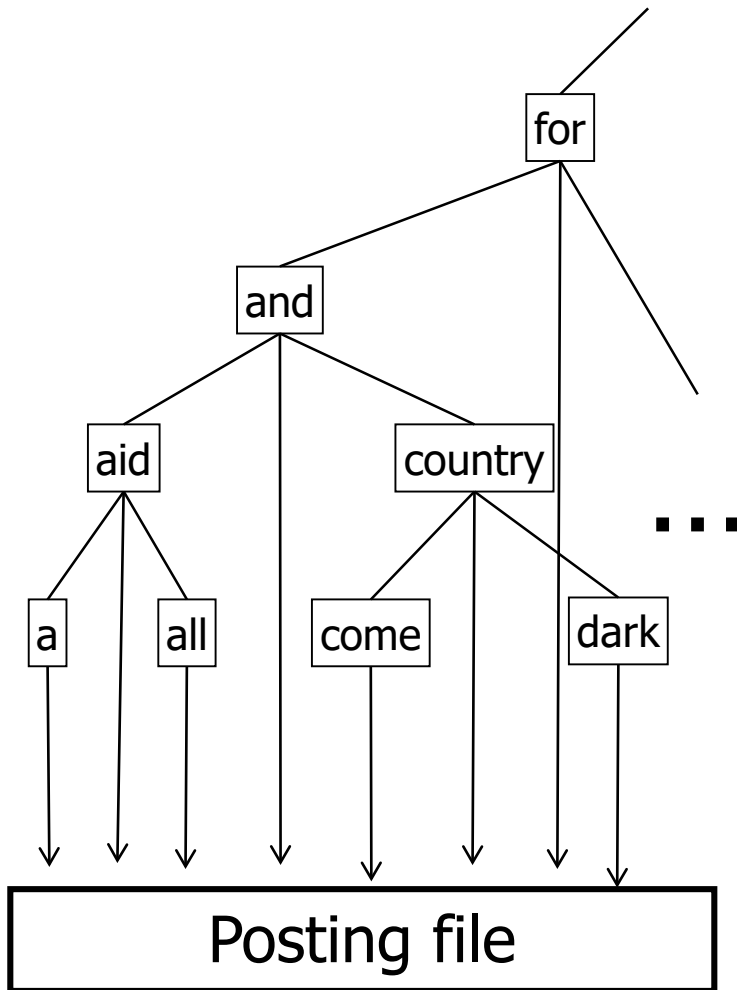 for
and
aid
country
a
all
come
dark
...
Posting file